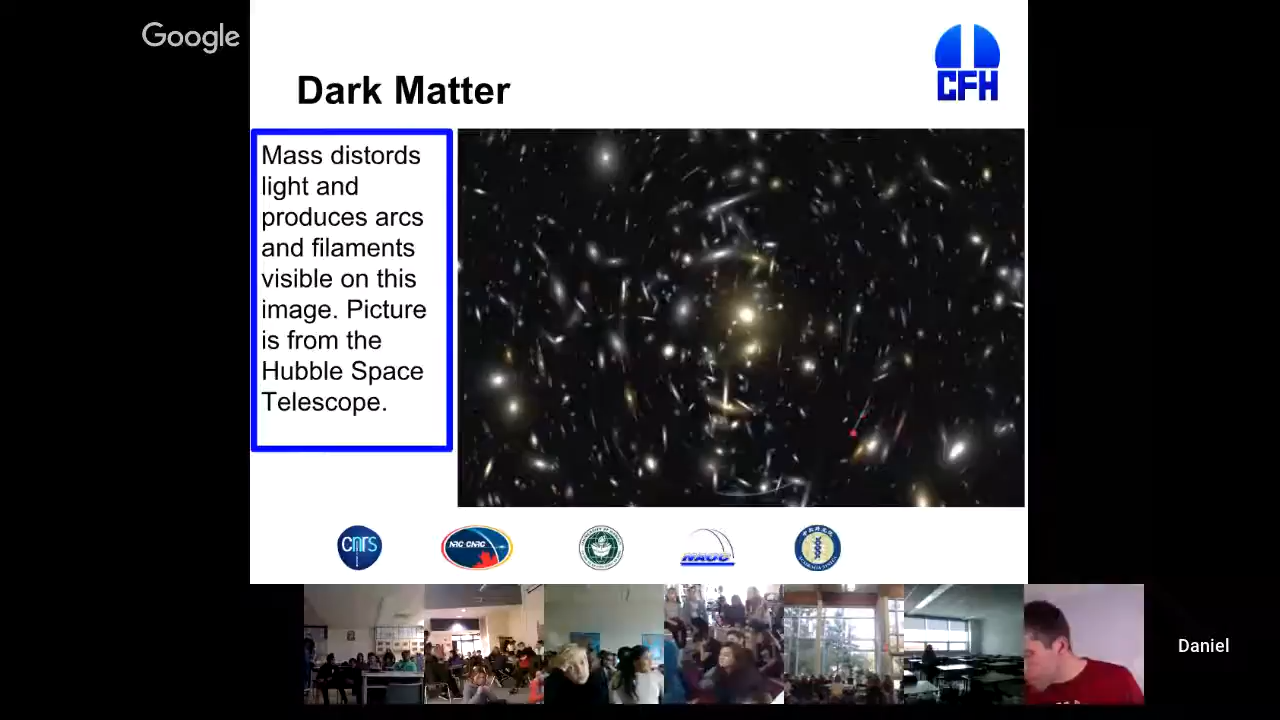 Google
CFH
Dark Matter
Mass distords
light and
produces arcs
and filaments
visible on this
image. Picture
is from the
Hubble Space
Telescope.
cnrs
NRC-CNRC
NAOC
Daniel